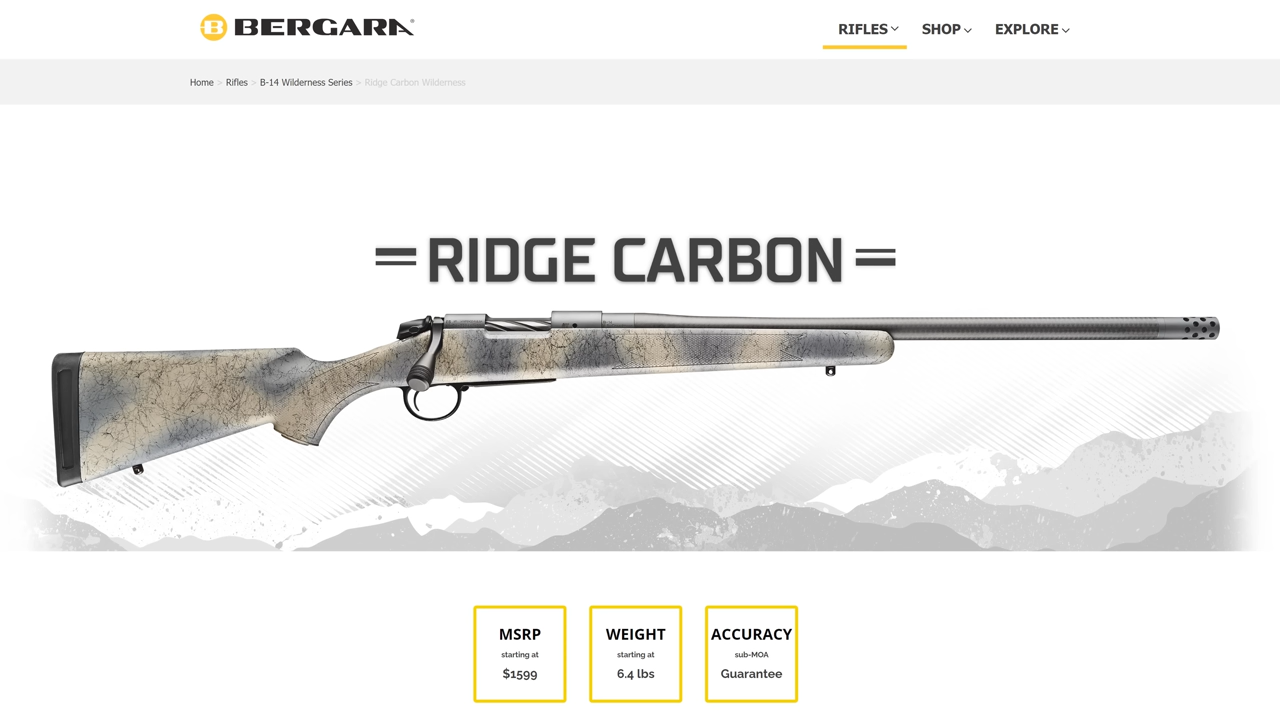 B BERGARA®
RIFLES SHOP EXPLORE
Home > Rifles > B-14 Wilderness Series > Ridge Carbon Wilderness
RIDGE CARBON
MSRP
starting at
$1599
WEIGHT
starting at
6.4 lbs
ACCURACY
sub-MOA
Guarantee